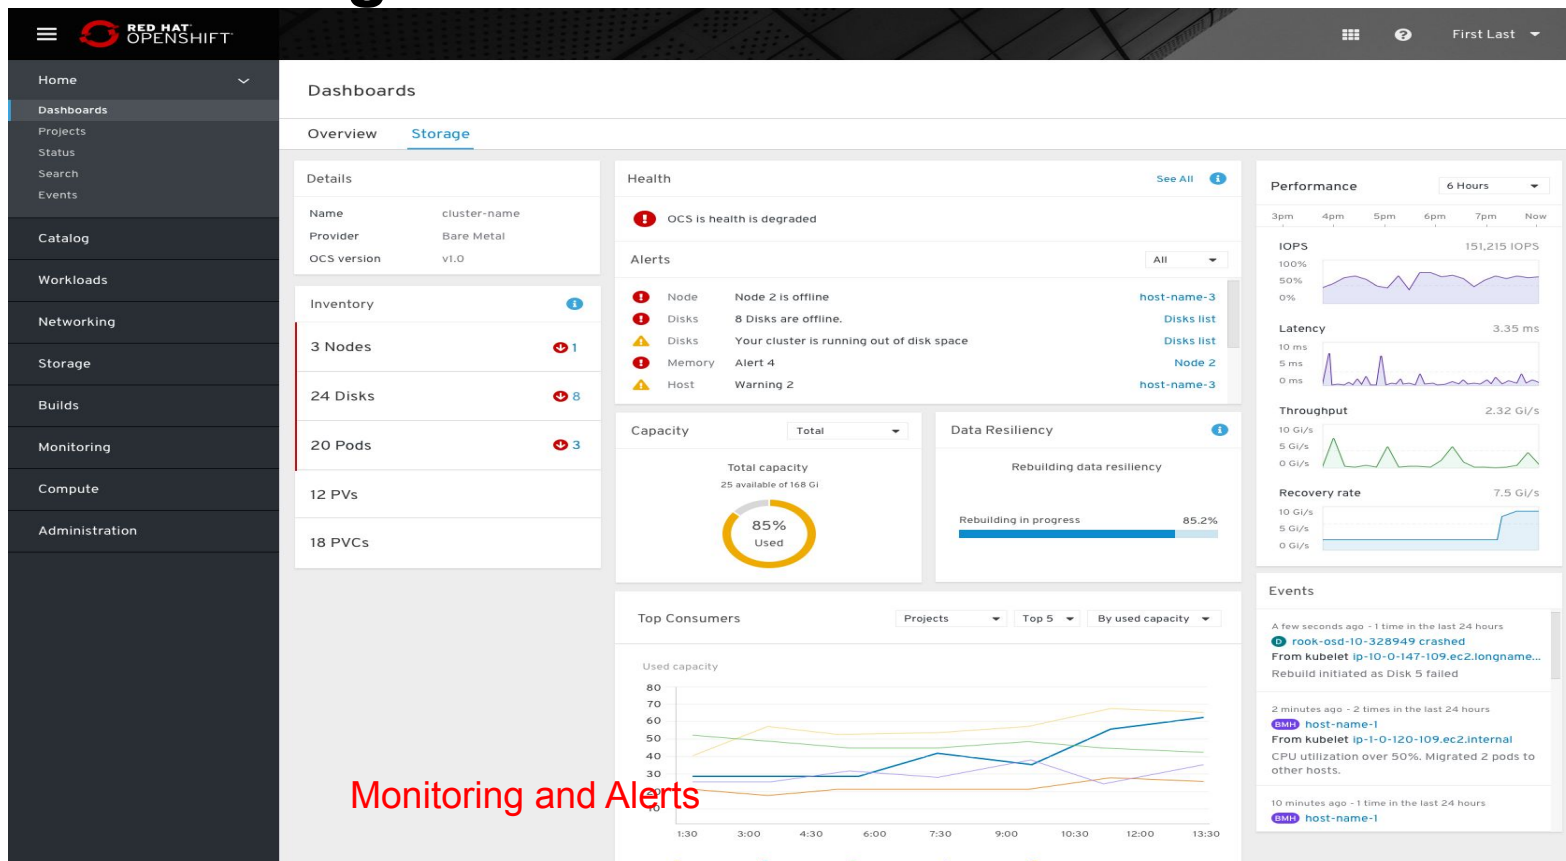 RED HAT
OPENSHIFT
First Last
Home
Dashboards
Projects
Status
Search
Events
Catalog
Workloads
Networking
Storage
Builds
Monitoring
Compute
Administration
Dashboards
Overview Storage
Details
Name cluster-name
Provider Bare Metal
OCS version v1.0
Inventory
3 Nodes 1
24 Disks 8
20 Pods 3
12 PVs
18 PVCs
Health See All
OCS is health is degraded
Alerts All
Node Node 2 is offline host-name-3
Disks 8 Disks are offline. Disks list
Disks Your cluster is running out of disk space Disks list
Memory Alert 4 Node 2
Host Warning 2 host-name-3
Capacity Total
Total capacity
25 available of 168 Gi
85%
Used
Data Resiliency
Rebuilding data resiliency
Rebuilding in progress 85.2%
Top Consumers Projects Top 5 By used capacity
Used capacity
80
70
60
50
40
30
20
10
1:30 3:00 4:30 6:00 7:30 9:00 10:30 12:00 13:30
Monitoring and Alerts
Performance 6 Hours
3pm 4pm 5pm 6pm 7pm Now
IOPS 151,215 IOPS
100%
50%
0%
Latency 3.35 ms
10 ms
5 ms
0 ms
Throughput 2.32 Gi/s
10 Gi/s
5 Gi/s
0 Gi/s
Recovery rate 7.5 Gi/s
10 Gi/s
5 Gi/s
0 Gi/s
Events
A few seconds ago - 1 time in the last 24 hours
D rook-osd-10-328949 crashed
From kubelet ip-10-0-147-109.ec2.longname...
Rebuild initiated as Disk 5 failed
2 minutes ago - 2 times in the last 24 hours
BMH host-name-1
From kubelet ip-1-0-120-109.ec2.internal
CPU utilization over 50%. Migrated 2 pods to
other hosts.
10 minutes ago - 1 time in the last 24 hours
BMH host-name-1